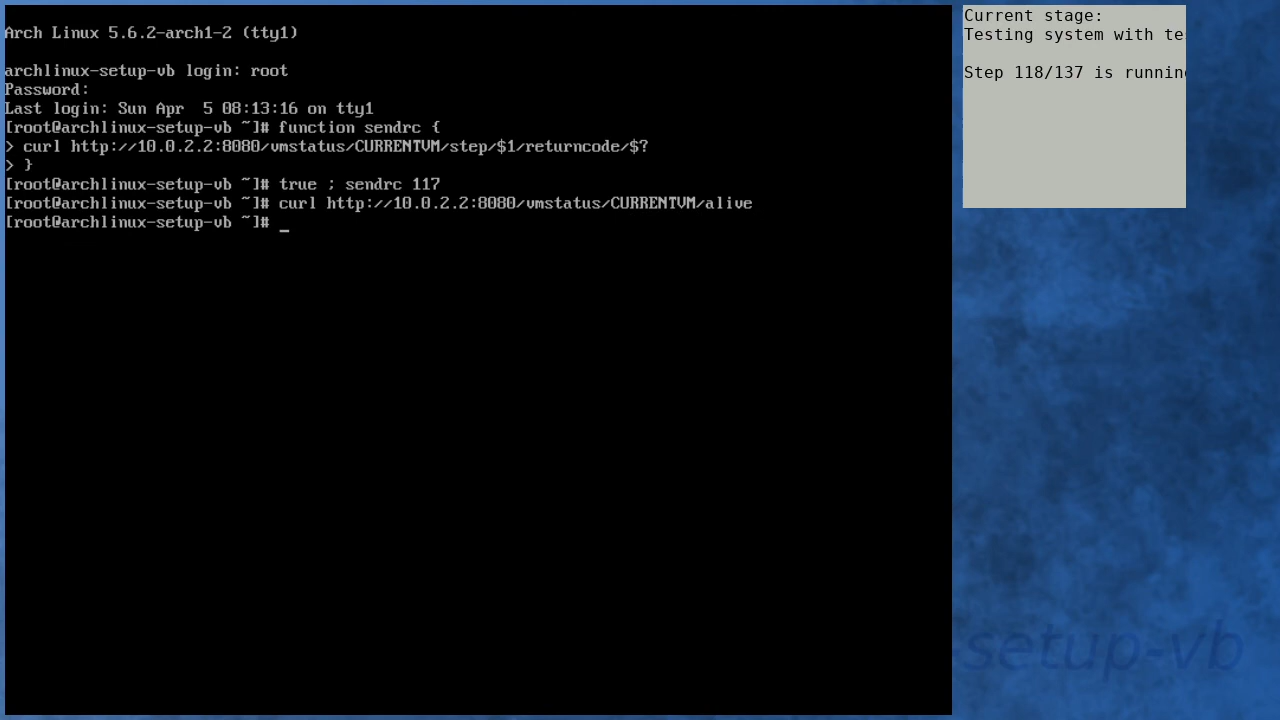 Arch Linux 5.6.2-arch1-2 (tty1)
archlinux-setup-vb login: root
Password:
Last login: Sun Apr  5 08:13:16 on tty1
[root@archlinux-setup-vb ~]# function sendrc {
> curl http://10.0.2.2:8080/vmstatus/CURRENTVM/step/$1/returncode/$?
> }
[root@archlinux-setup-vb ~]# true ; sendrc 117
[root@archlinux-setup-vb ~]# curl http://10.0.2.2:8080/vmstatus/CURRENTVM/alive
[root@archlinux-setup-vb ~]# _
Current stage:
Testing system with te
Step 118/137 is runnin
setup-vb